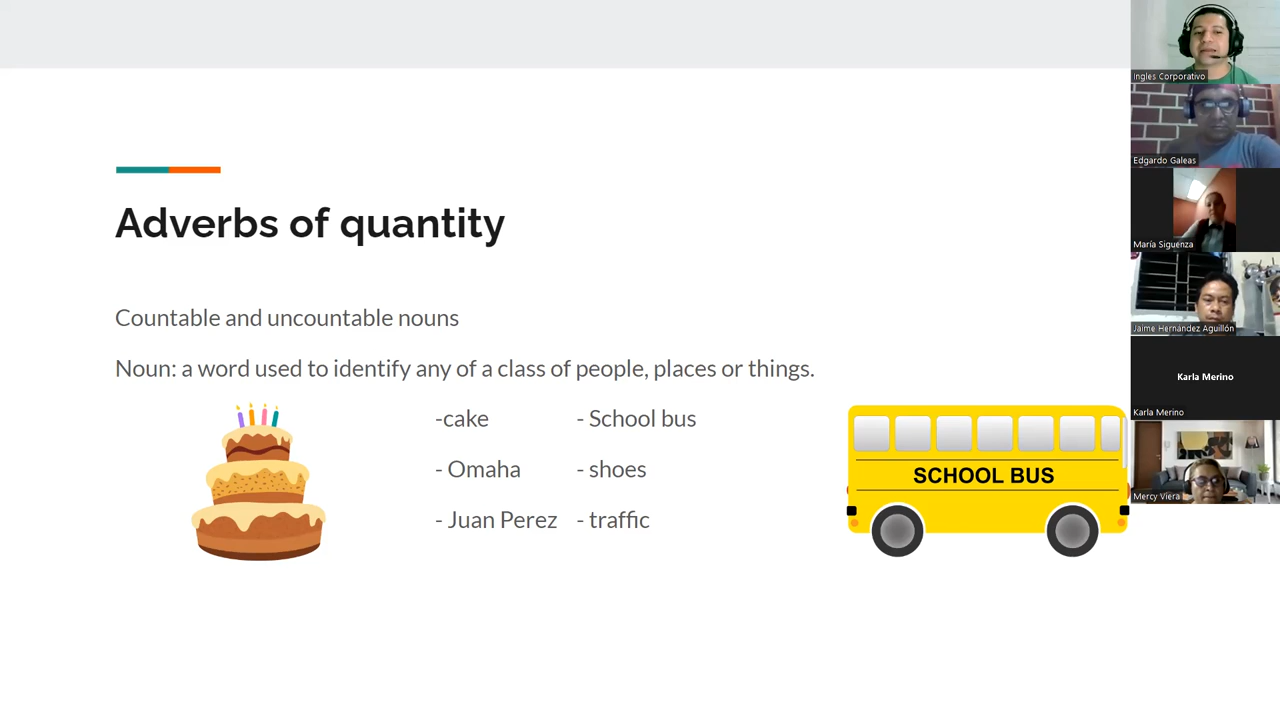 Adverbs of quantity
Countable and uncountable nouns
Noun: a word used to identify any of a class of people, places or things.
-cake - School bus
- Omaha - shoes
- Juan Perez - traffic
SCHOOL BUS
Ingles Corporativo
Edgardo Galeas
María Siguenza
Jaime Hernández Aguillón
Karla Merino
Karla Merino
Mercy Viera